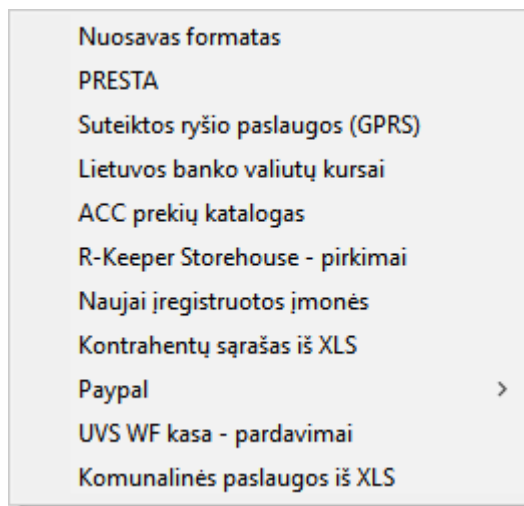 Nuosavas formatas
PRESTA
Suteiktos ryšio paslaugos (GPRS)
Lietuvos banko valiutų kursai
ACC prekių katalogas
R-Keeper Storehouse - pirkimai
Naujai įregistruotos įmonės
Kontrahentų sąrašas iš XLS
Paypal
UVS WF kasa - pardavimai
Komunalinės paslaugos iš XLS